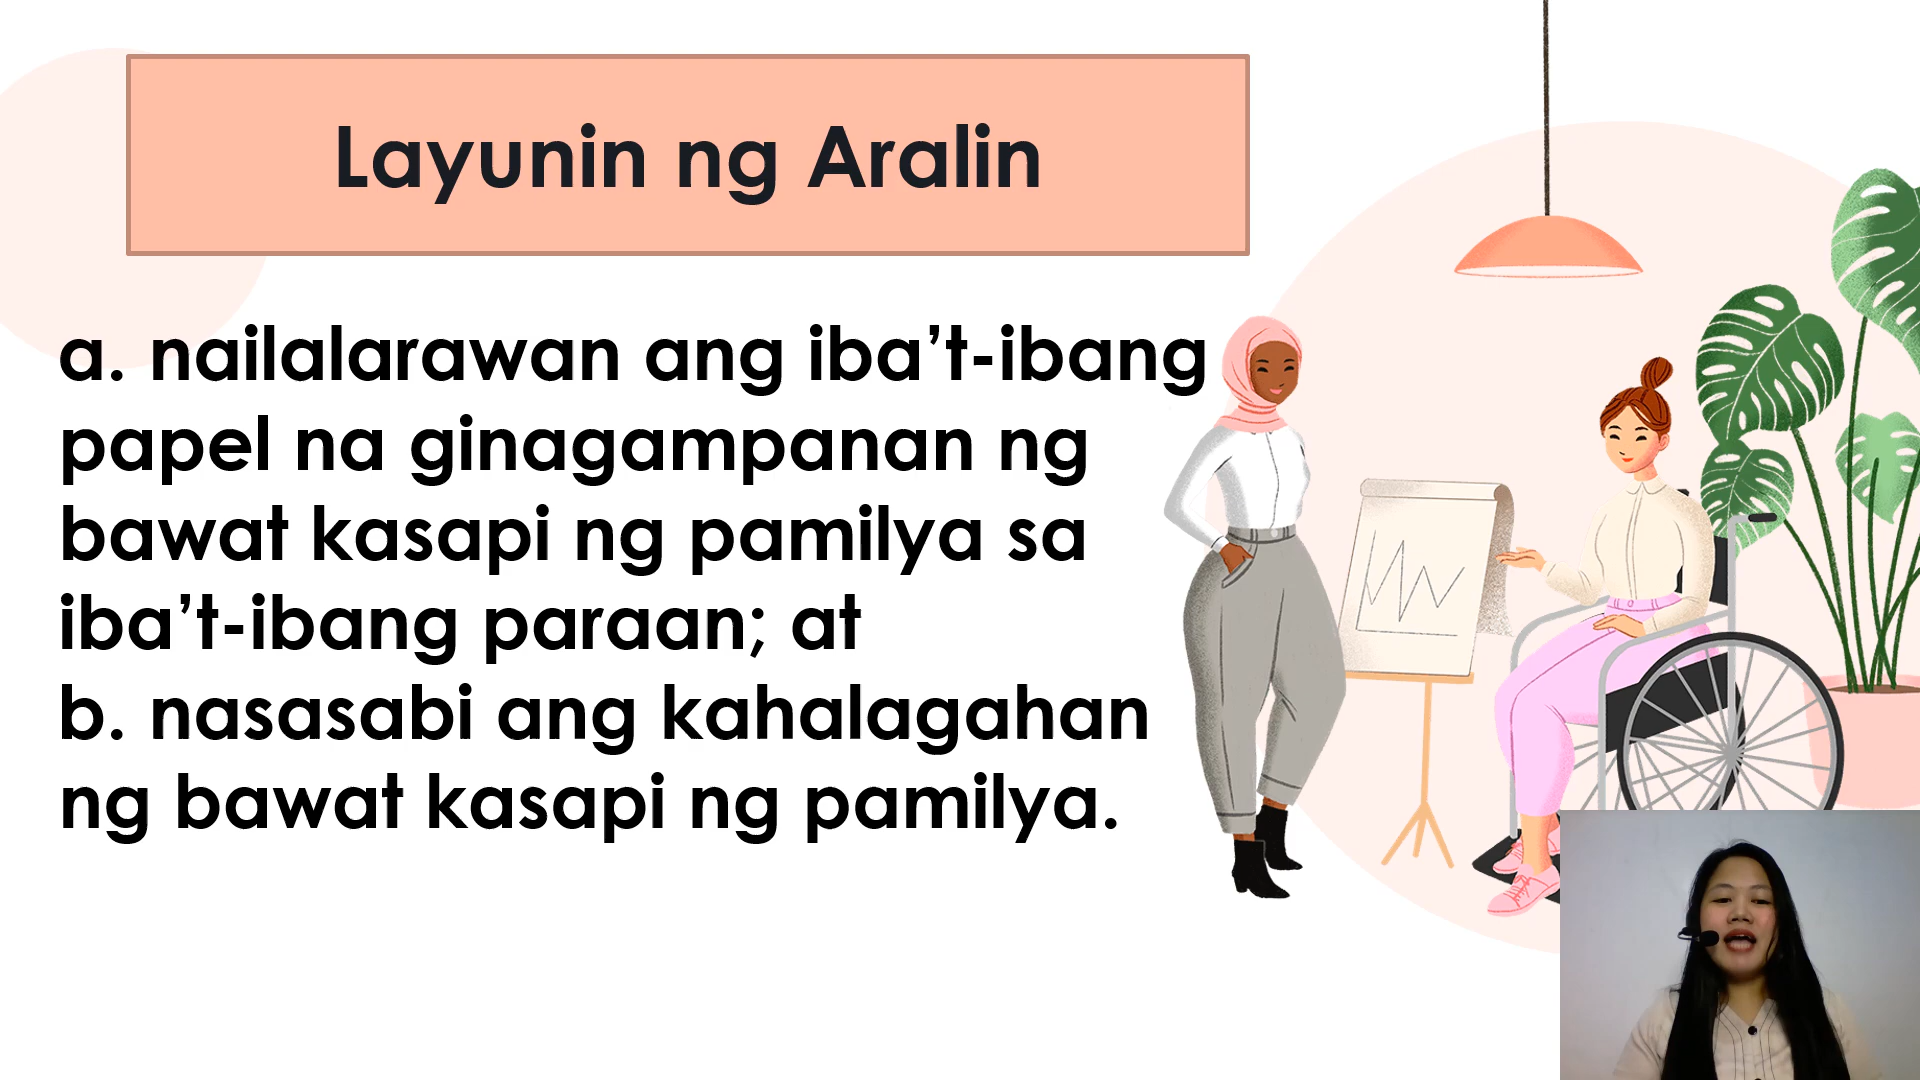 Layunin ng Aralin
a. nailalarawan ang iba’t-ibang
papel na ginagampanan ng
bawat kasapi ng pamilya sa
iba’t-ibang paraan; at
b. nasasabi ang kahalagahan
ng bawat kasapi ng pamilya.